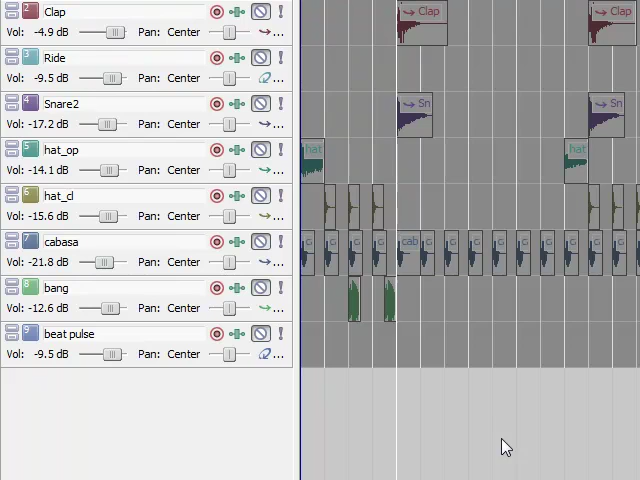 2 Clap Clap Clap
Vol: -4.9 dB Pan: Center ...
3 Ride
Vol: -9.5 dB Pan: Center ...
4 Snare2 Sn Sn
Vol: -17.2 dB Pan: Center ...
5 hat_op hat hat
Vol: -14.1 dB Pan: Center ...
6 hat_cl
Vol: -15.6 dB Pan: Center ...
7 cabasa cab
Vol: -21.8 dB Pan: Center ...
8 bang
Vol: -12.6 dB Pan: Center ...
9 beat pulse
Vol: -9.5 dB Pan: Center ...